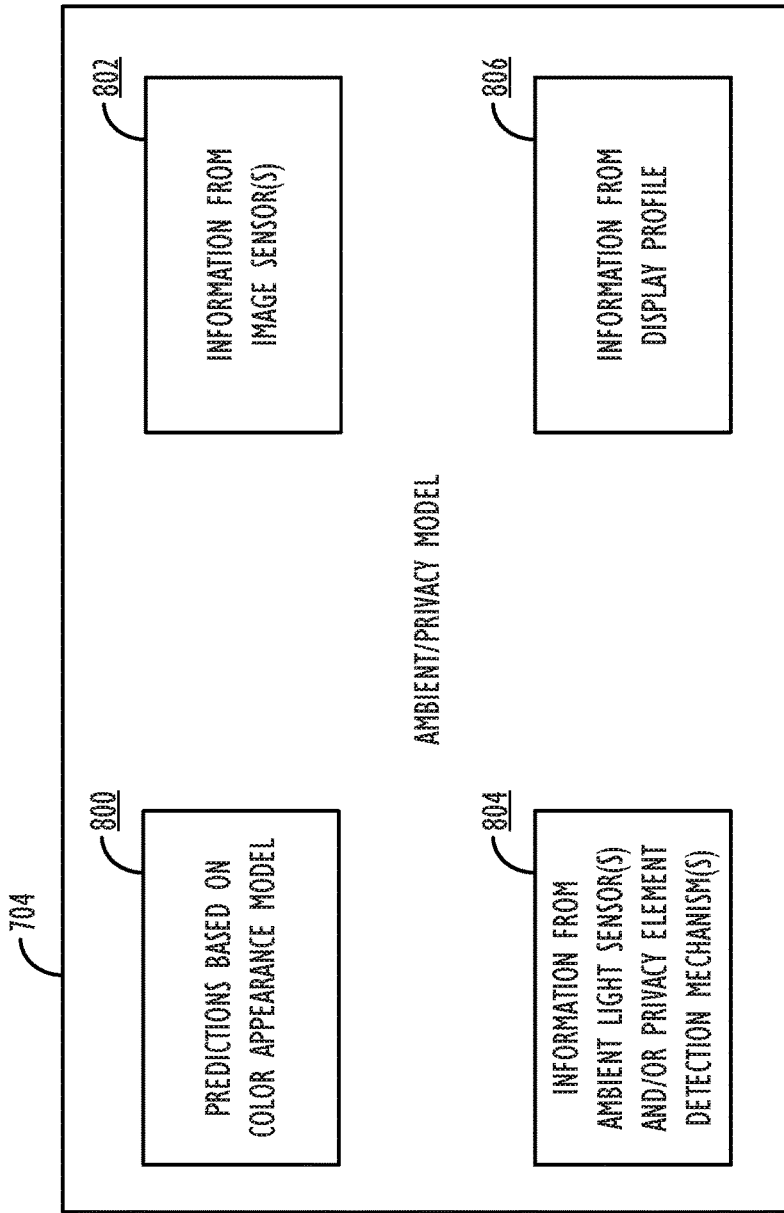 704
800
PREDICTIONS BASED ON
COLOR APPEARANCE MODEL
802
INFORMATION FROM
IMAGE SENSOR(S)
AMBIENT/PRIVACY MODEL
804
INFORMATION FROM
AMBIENT LIGHT SENSOR(S)
AND/OR PRIVACY ELEMENT
DETECTION MECHANISM(S)
806
INFORMATION FROM
DISPLAY PROFILE